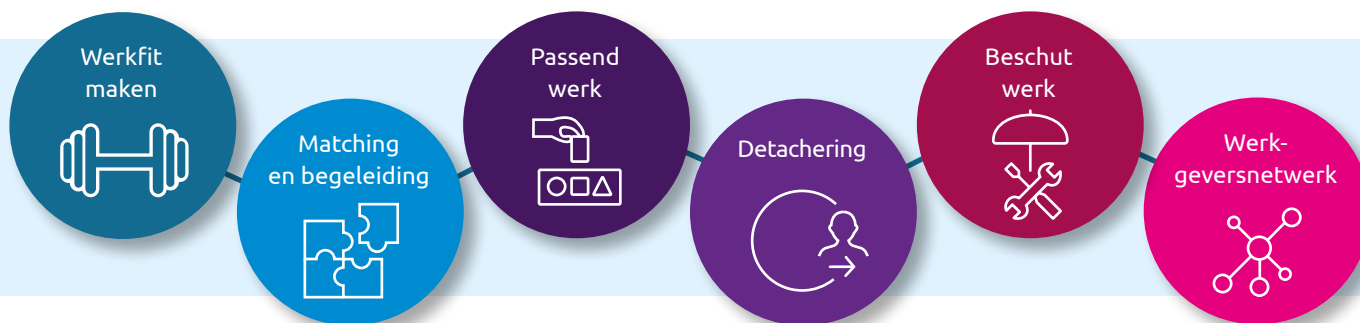 Werkfit
maken
Matching
en begeleiding
Passend
werk
Detachering
Beschut
werk
Werk-
geversnetwerk